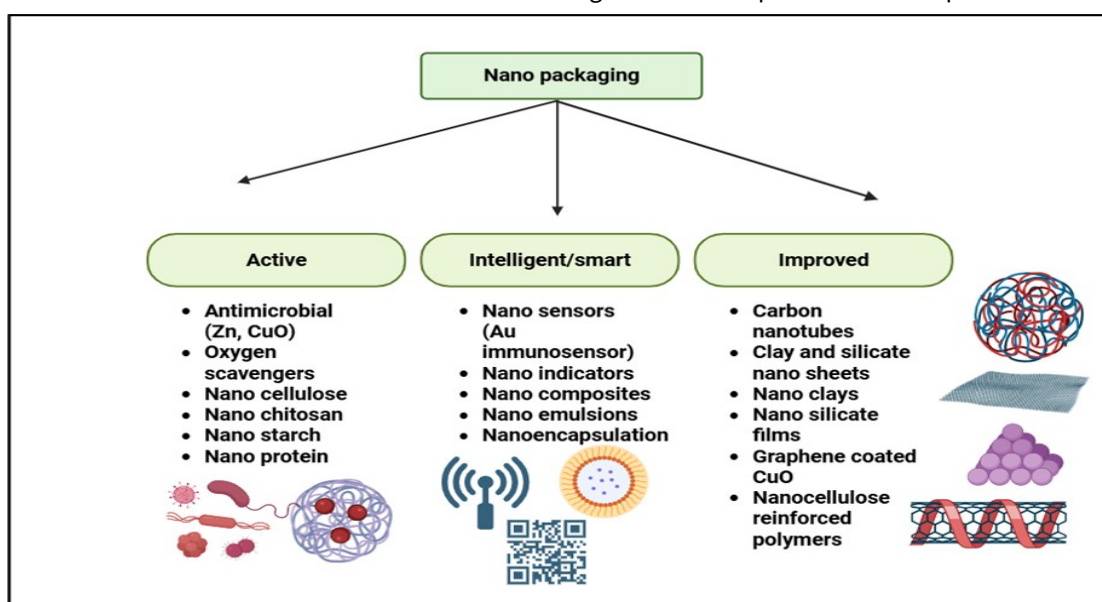 Nano packaging
Active
• Antimicrobial
(Zn, CuO)
• Oxygen
scavengers
• Nano cellulose
• Nano chitosan
• Nano starch
• Nano protein
Intelligent/smart
• Nano sensors
(Au
immunosensor)
• Nano indicators
• Nano composites
• Nano emulsions
• Nanoencapsulation
Improved
• Carbon
nanotubes
• Clay and silicate
nano sheets
• Nano clays
• Nano silicate
films
• Graphene coated
CuO
• Nanocellulose
reinforced
polymers